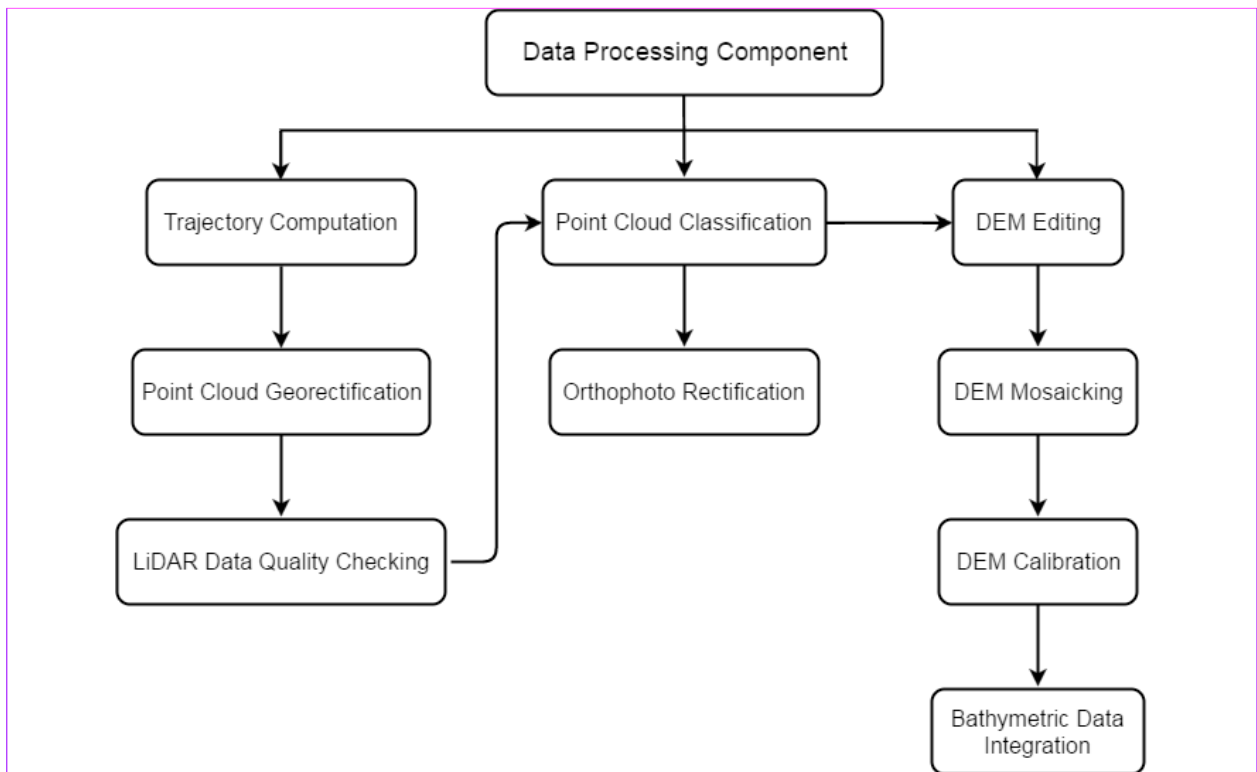 Data Processing Component
Trajectory Computation
Point Cloud Classification
DEM Editing
Point Cloud Georectification
Orthophoto Rectification
DEM Mosaicking
LiDAR Data Quality Checking
DEM Calibration
Bathymetric Data
Integration